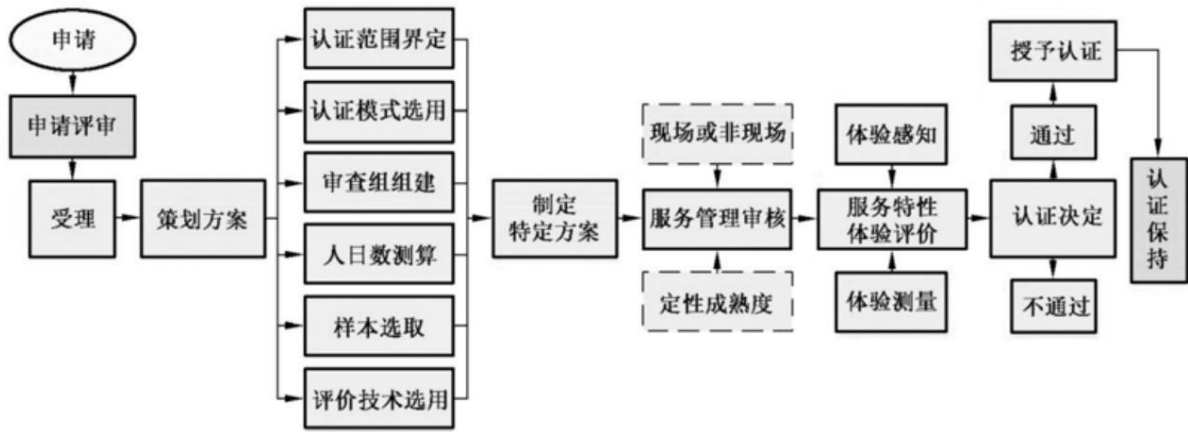 申请
申请评审
受理
策划方案
认证范围界定
认证模式选用
审查组组建
人日数测算
样本选取
评价技术选用
制定
特定方案
现场或非现场
服务管理审核
定性成熟度
体验感知
服务特性
体验评价
体验测量
授予认证
通过
认证决定
不通过
认证保持